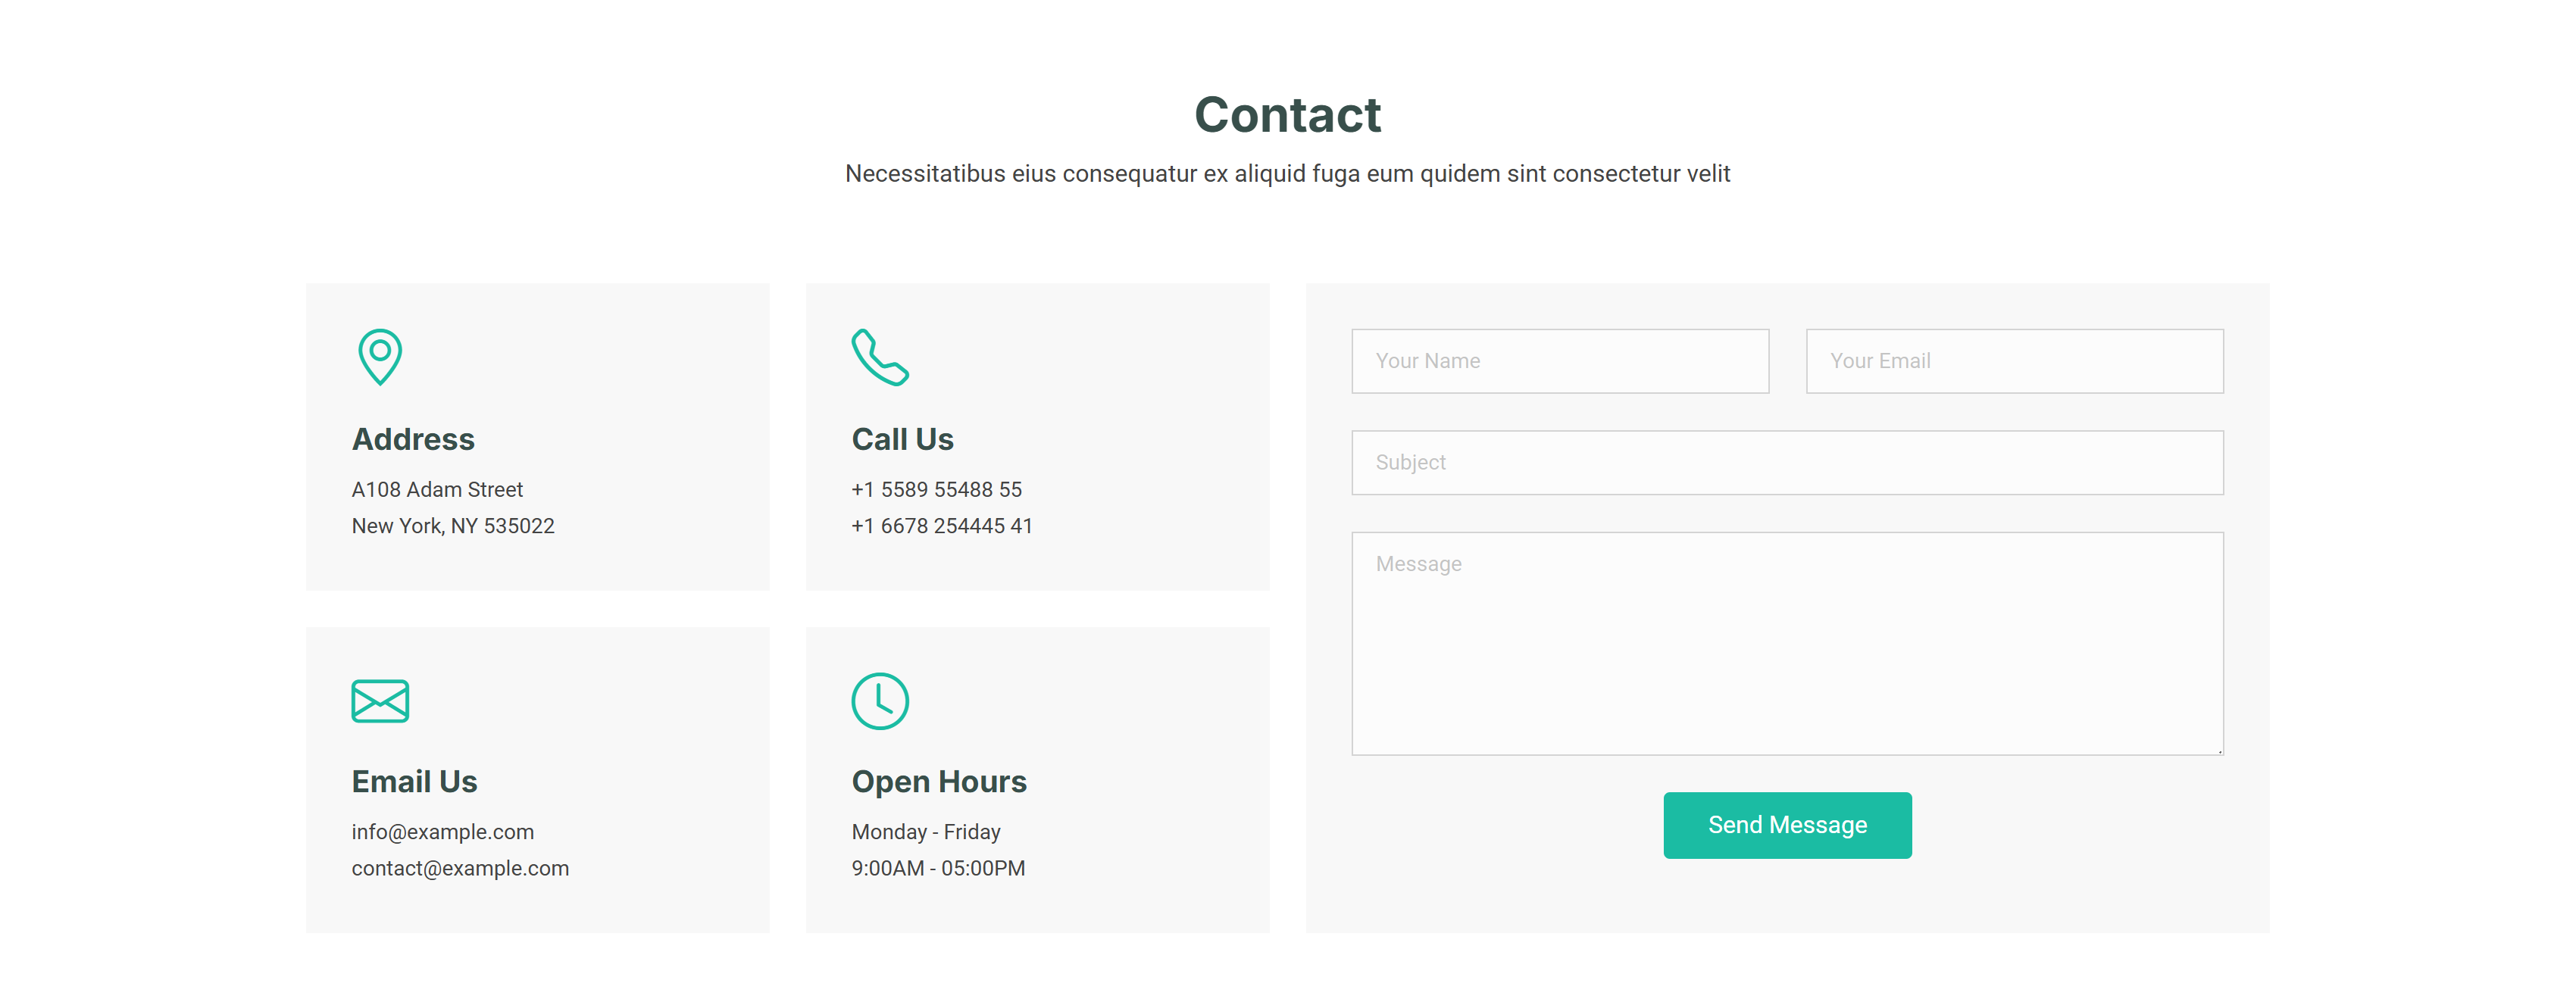 Contact
Necessitatibus eius consequatur ex aliquid fuga eum quidem sint consectetur velit
Address
A108 Adam Street
New York, NY 535022
Call Us
+1 5589 55488 55
+1 6678 254445 41
Email Us
info@example.com
contact@example.com
Open Hours
Monday - Friday
9:00AM - 05:00PM
Your Name
Your Email
Subject
Message
Send Message